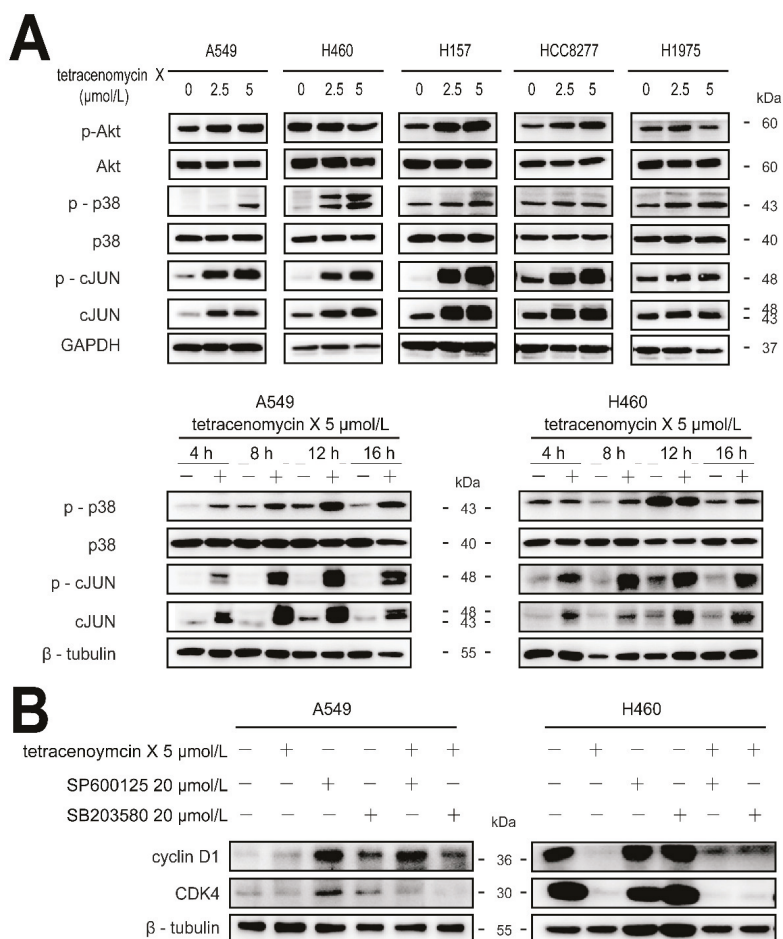 A
A549 H460 H157 HCC8277 H1975
tetracenomycin X
(μmol/L) 0 2.5 5 0 2.5 5 0 2.5 5 0 2.5 5 0 2.5 5
kDa
p-Akt - 60
Akt - 60
p - p38 - 43
p38 - 40
p - cJUN - 48
cJUN - 48
43
GAPDH - 37
A549 H460
tetracenomycin X 5 μmol/L tetracenomycin X 5 μmol/L
4 h 8 h 12 h 16 h 4 h 8 h 12 h 16 h
− + − + − + − + kDa − + − + − + − +
p - p38 - 43 -
p38 - 40 -
p - cJUN - 48 -
cJUN - 48 -
43
β - tubulin - 55 -
B
A549 H460
tetracenoymcin X 5 μmol/L − + − − + + − + − − + +
SP600125 20 μmol/L − − + − + − − − + − + −
SB203580 20 μmol/L − − − + − + − − − + − +
kDa
cyclin D1 - 36 -
CDK4 - 30 -
β - tubulin - 55 -